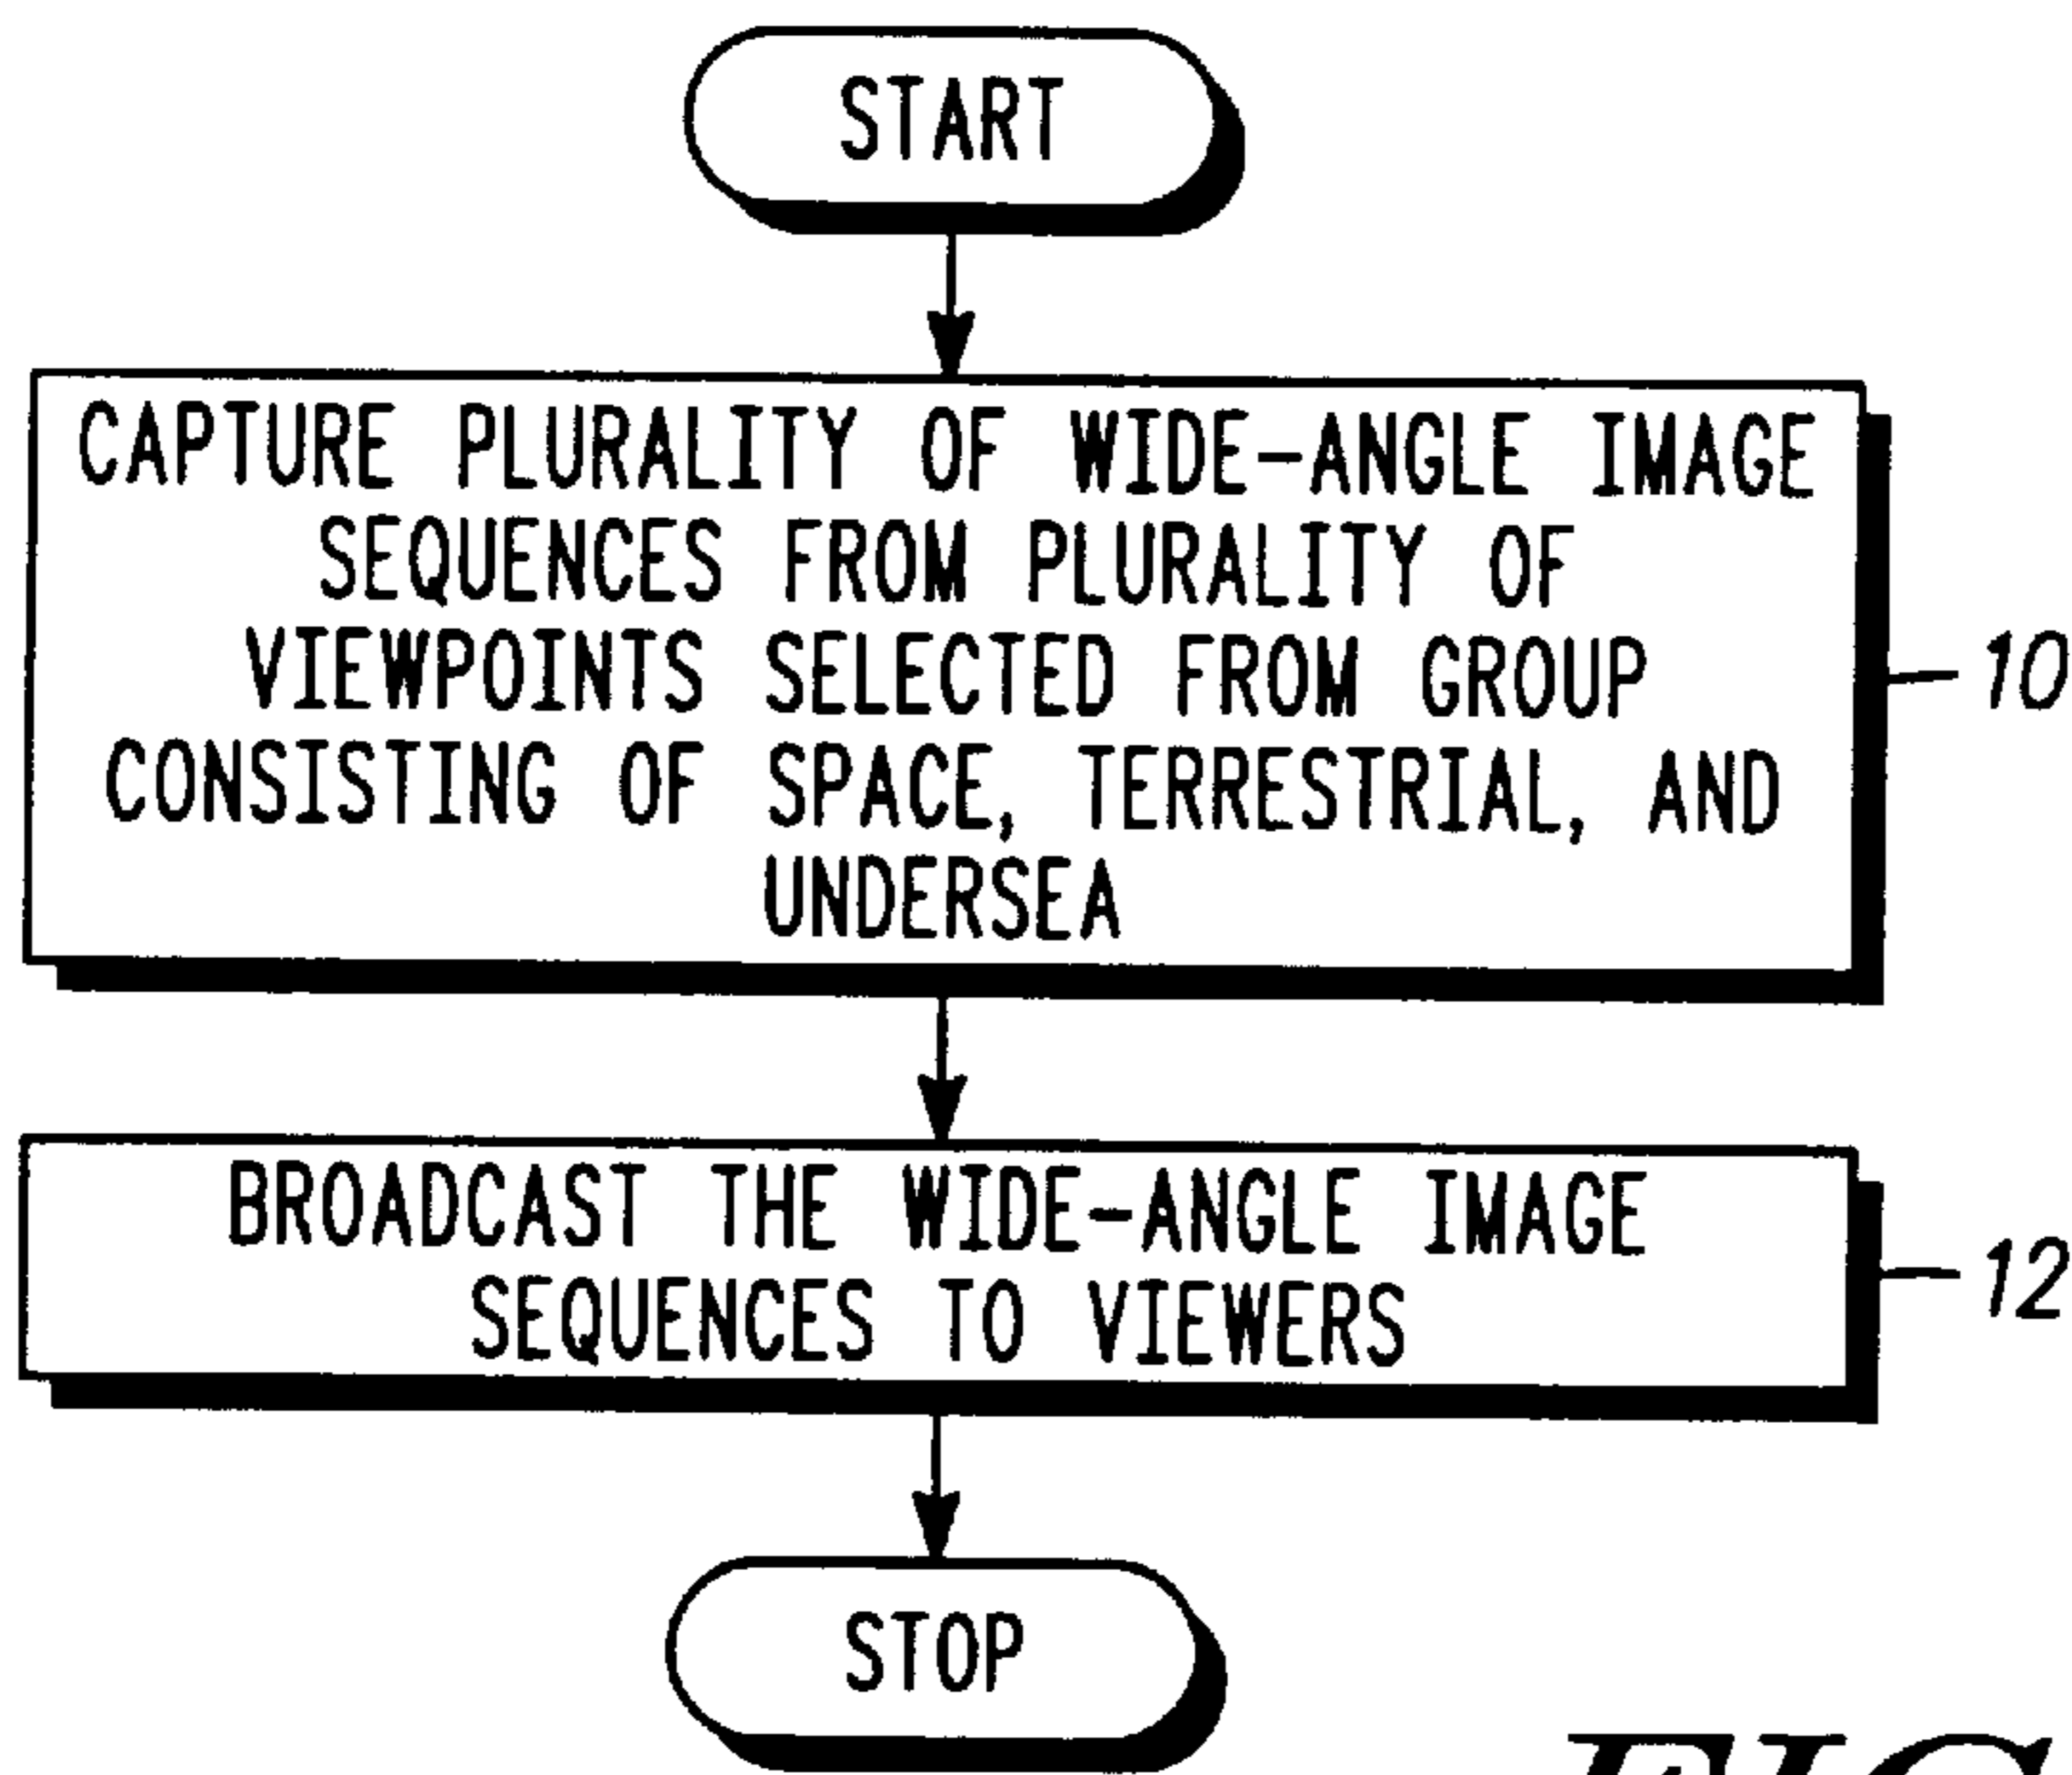 START
CAPTURE PLURALITY OF WIDE-ANGLE IMAGE
SEQUENCES FROM PLURALITY OF
VIEWPOINTS SELECTED FROM GROUP
CONSISTING OF SPACE, TERRESTRIAL, AND
UNDERSEA
10
BROADCAST THE WIDE-ANGLE IMAGE
SEQUENCES TO VIEWERS
12
STOP